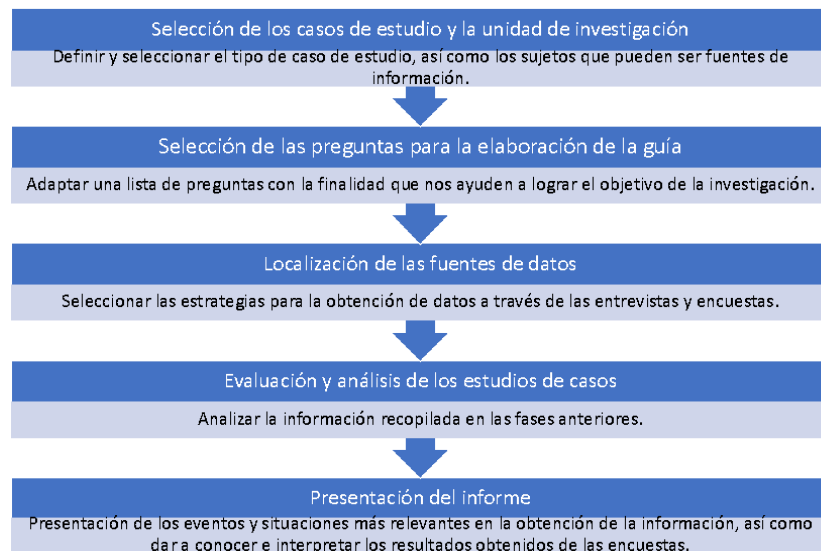 Selección de los casos de estudio y la unidad de investigación
Definir y seleccionar el tipo de caso de estudio, así como los sujetos que pueden ser fuentes de
información.
Selección de las preguntas para la elaboración de la guía
Adaptar una lista de preguntas con la finalidad que nos ayuden a lograr el objetivo de la investigación.
Localización de las fuentes de datos
Seleccionar las estrategias para la obtención de datos a través de las entrevistas y encuestas.
Evaluación y análisis de los estudios de casos
Analizar la información recopilada en las fases anteriores.
Presentación del informe
Presentación de los eventos y situaciones más relevantes en la obtención de la información, así como
dar a conocer e interpretar los resultados obtenidos de las encuestas.